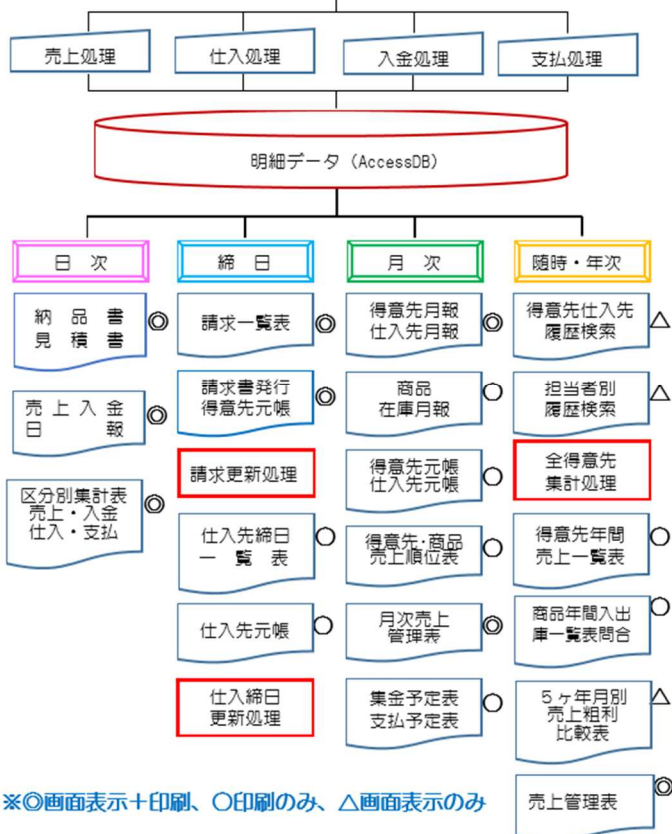 売上処理
仕入処理
入金処理
支払処理
明細データ（AccessDB）
日 次
締 日
月 次
随時・年次
納 品 書
見 積 書
◎
請求一覧表
◎
得意先月報
仕入先月報
◎
得意先仕入先
履歴検索
△
売 上 入 金
日 報
◎
請求書発行
得意先元帳
◎
商品
在庫月報
○
担当者別
履歴検索
△
区分別集計表
売上・入金
仕入・支払
◎
請求更新処理
得意先元帳
仕入先元帳
○
全得意先
集計処理
仕入先締日
一 覧 表
○
得意先・商品
売上順位表
○
得意先年間
売上一覧表
○
仕入先元帳
○
月次売上
管理表
◎
商品年間入出
庫一覧表問合
○
仕入締日
更新処理
集金予定表
支払予定表
○
５ヶ年月別
売上粗利
比較表
△
売上管理表
◎
※◎画面表示＋印刷、○印刷のみ、△画面表示のみ